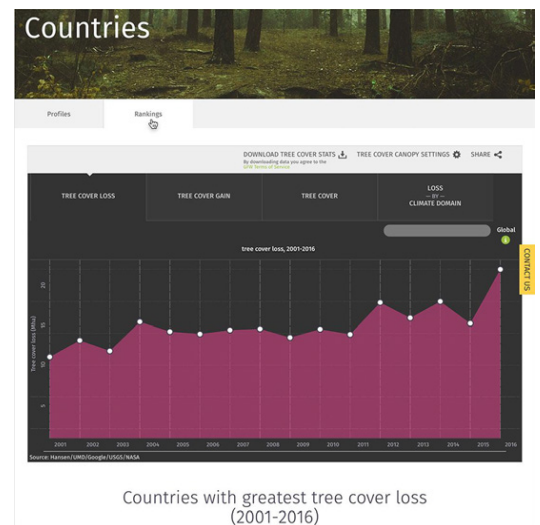 Countries
Profiles
Rankings
DOWNLOAD TREE COVER STATS
By downloading data you agree to the
GFW Terms of Service
TREE COVER CANOPY SETTINGS
SHARE
TREE COVER LOSS
TREE COVER GAIN
TREE COVER
LOSS
— BY —
CLIMATE DOMAIN
Global
i
tree cover loss, 2001-2016
CONTACT US
Tree cover loss (Mha)
20
15
10
5
2001 2002 2003 2004 2005 2006 2007 2008 2009 2010 2011 2012 2013 2014 2015 2016
Source: Hansen/UMD/Google/USGS/NASA
Countries with greatest tree cover loss
(2001-2016)